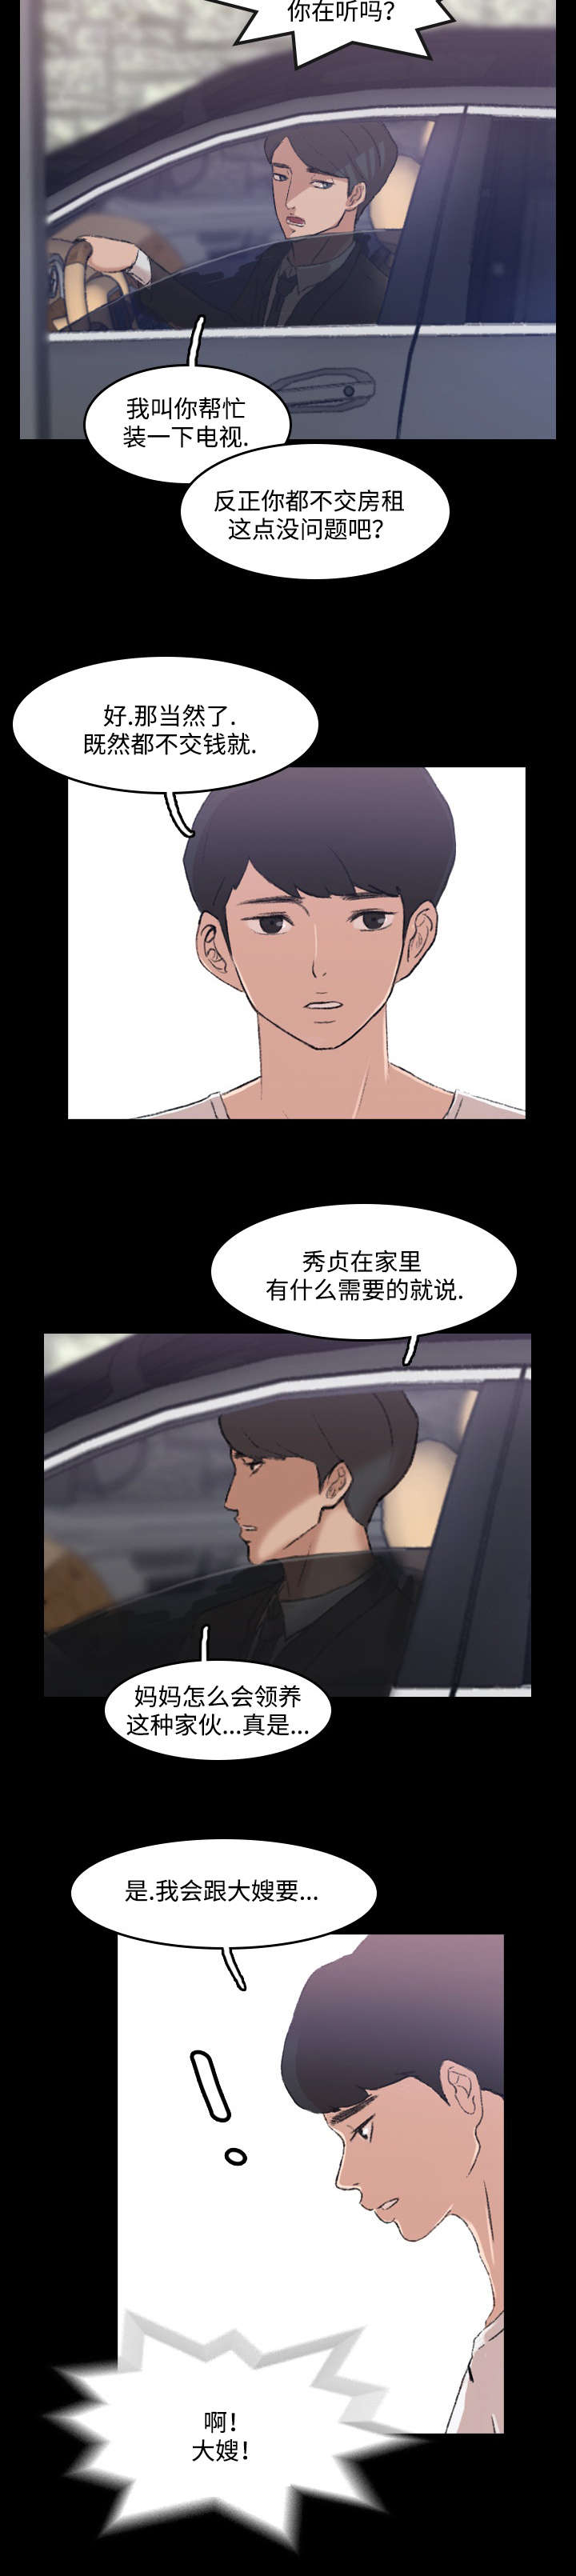 你在听吗?
我叫你帮忙
装一下电视.
反正你都不交房租
这点没问题吧?
好.那当然了.
既然都不交钱就.
秀贞在家里
有什么需要的就说.
妈妈怎么会领养
这种家伙...真是...
是.我会跟大嫂要...
啊!
大嫂!